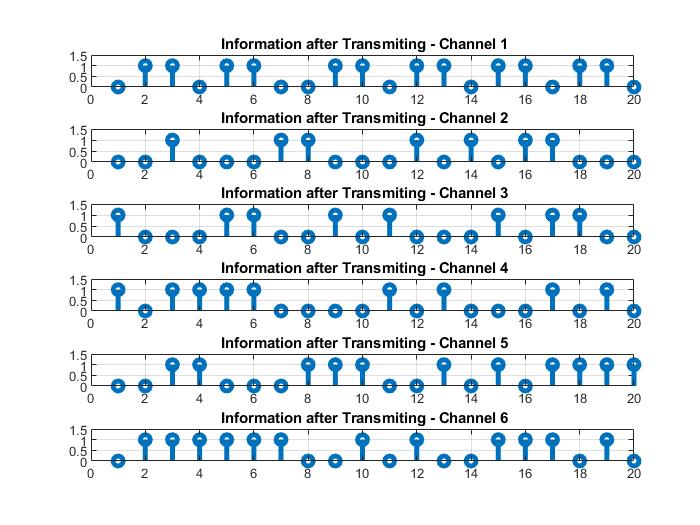 Information after Transmiting - Channel 1
1.5
1
0.5
0
0 2 4 6 8 10 12 14 16 18 20
Information after Transmiting - Channel 2
1.5
1
0.5
0
0 2 4 6 8 10 12 14 16 18 20
Information after Transmiting - Channel 3
1.5
1
0.5
0
0 2 4 6 8 10 12 14 16 18 20
Information after Transmiting - Channel 4
1.5
1
0.5
0
0 2 4 6 8 10 12 14 16 18 20
Information after Transmiting - Channel 5
1.5
1
0.5
0
0 2 4 6 8 10 12 14 16 18 20
Information after Transmiting - Channel 6
1.5
1
0.5
0
0 2 4 6 8 10 12 14 16 18 20